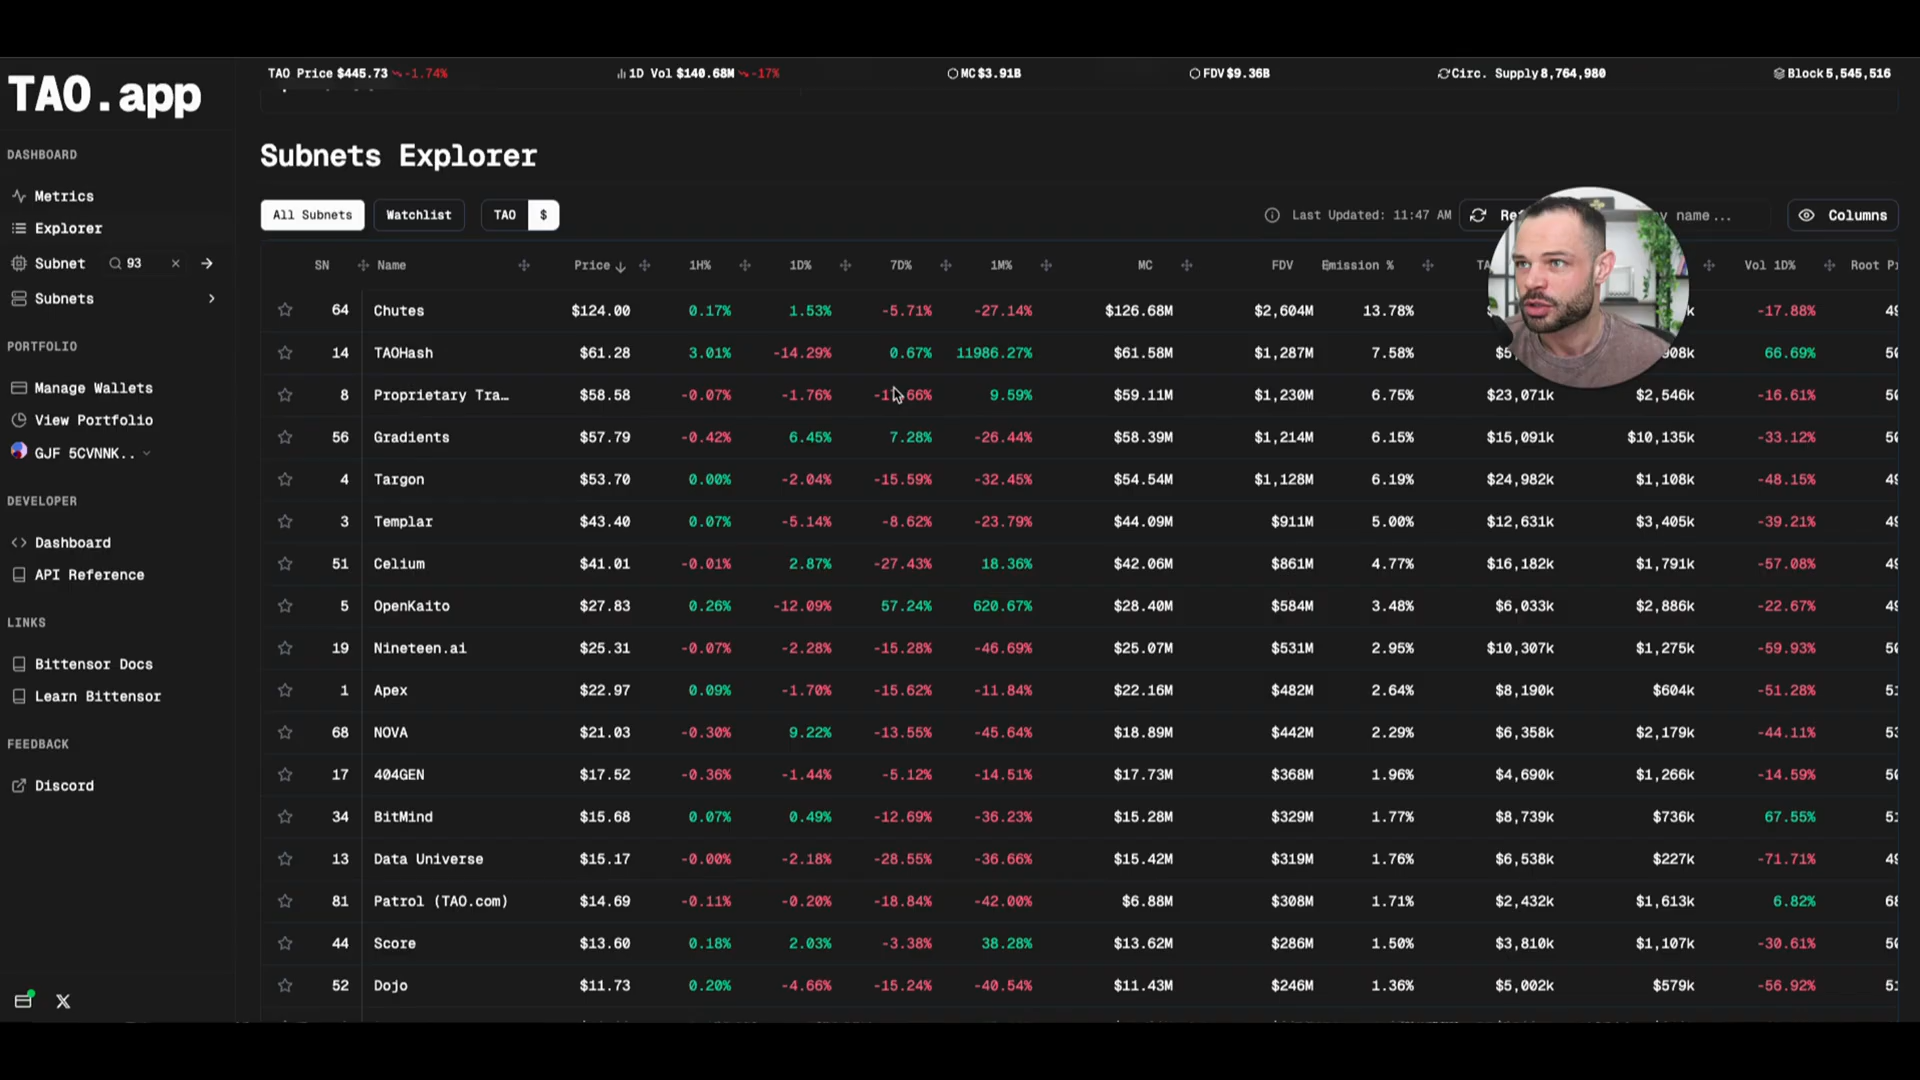 TAO Price $445.73 -1.74% 1D Vol $140.68M -17% MC $3.91B FDV $9.36B Circ. Supply 8,764,980 Block 5,545,516
TAO.app
DASHBOARD
Metrics
Explorer
Subnet 93
Subnets
PORTFOLIO
Manage Wallets
View Portfolio
GJF 5CVNNK..
DEVELOPER
Dashboard
API Reference
LINKS
Bittensor Docs
Learn Bittensor
FEEDBACK
Discord
Subnets Explorer
All Subnets Watchlist TAO $ Last Updated: 11:47 AM name... Columns
SN Name Price 1H% 1D% 7D% 1M% MC FDV Emission % Vol 1D%
64 Chutes $124.00 0.17% 1.53% -5.71% -27.14% $126.68M $2,604M 13.78% -17.88%
14 TAOHash $61.28 3.01% -14.29% 0.67% 11986.27% $61.58M $1,287M 7.58% 66.69%
8 Proprietary Tra… $58.58 -0.07% -1.76% 9.59% $59.11M $1,230M 6.75% $23,071k $2,546k -16.61%
56 Gradients $57.79 -0.42% 6.45% 7.28% -26.44% $58.39M $1,214M 6.15% $15,091k $10,135k -33.12%
4 Targon $53.70 0.00% -2.04% -15.59% -32.45% $54.54M $1,128M 6.19% $24,982k $1,108k -48.15%
3 Templar $43.40 0.07% -5.14% -8.62% -23.79% $44.09M $911M 5.00% $12,631k $3,405k -39.21%
51 Celium $41.01 -0.01% 2.87% -27.43% 18.36% $42.06M $861M 4.77% $16,182k $1,791k -57.08%
5 OpenKaito $27.83 0.26% -12.09% 57.24% 620.67% $28.40M $584M 3.48% $6,033k $2,886k -22.67%
19 Nineteen.ai $25.31 -0.07% -2.28% -15.28% -46.69% $25.07M $531M 2.95% $10,307k $1,275k -59.93%
1 Apex $22.97 0.09% -1.70% -15.62% -11.84% $22.16M $482M 2.64% $8,190k $604k -51.28%
68 NOVA $21.03 -0.30% 9.22% -13.55% -45.64% $18.89M $442M 2.29% $6,358k $2,179k -44.11%
17 404GEN $17.52 -0.36% -1.44% -5.12% -14.51% $17.73M $368M 1.96% $4,690k $1,266k -14.59%
34 BitMind $15.68 0.07% 0.49% -12.69% -36.23% $15.28M $329M 1.77% $8,739k $736k 67.55%
13 Data Universe $15.17 -0.00% -2.18% -28.55% -36.66% $15.42M $319M 1.76% $6,538k $227k -71.71%
81 Patrol (TAO.com) $14.69 -0.11% -0.20% -18.84% -42.00% $6.88M $308M 1.71% $2,432k $1,613k 6.82%
44 Score $13.60 0.18% 2.03% -3.38% 38.28% $13.62M $286M 1.50% $3,810k $1,107k -30.61%
52 Dojo $11.73 0.20% -4.66% -15.24% -40.54% $11.43M $246M 1.36% $5,002k $579k -56.92%